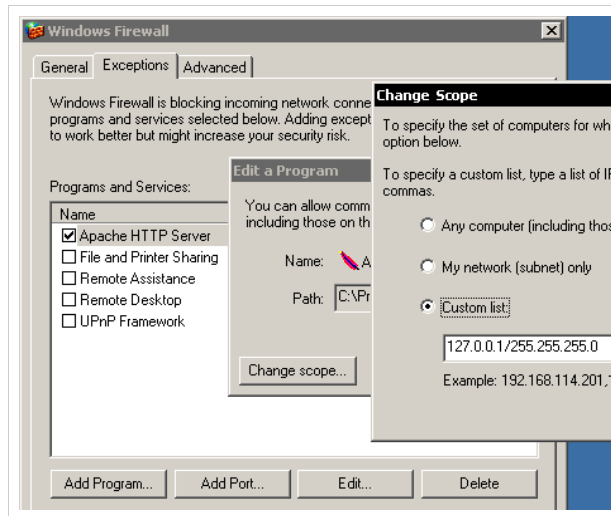 Windows Firewall
General
Exceptions
Advanced
Windows Firewall is blocking incoming network conne
programs and services selected below. Adding except
to work better but might increase your security risk.
Programs and Services:
Name
Apache HTTP Server
File and Printer Sharing
Remote Assistance
Remote Desktop
UPnP Framework
Add Program...
Add Port...
Edit...
Delete
Edit a Program
You can allow comm
including those on th
Name: A
Path: C:\Pr
Change scope...
Change Scope
To specify the set of computers for wh
option below.
To specify a custom list, type a list of IF
commas.
Any computer (including thos
My network (subnet) only
Custom list:
127.0.0.1/255.255.255.0
Example: 192.168.114.201,